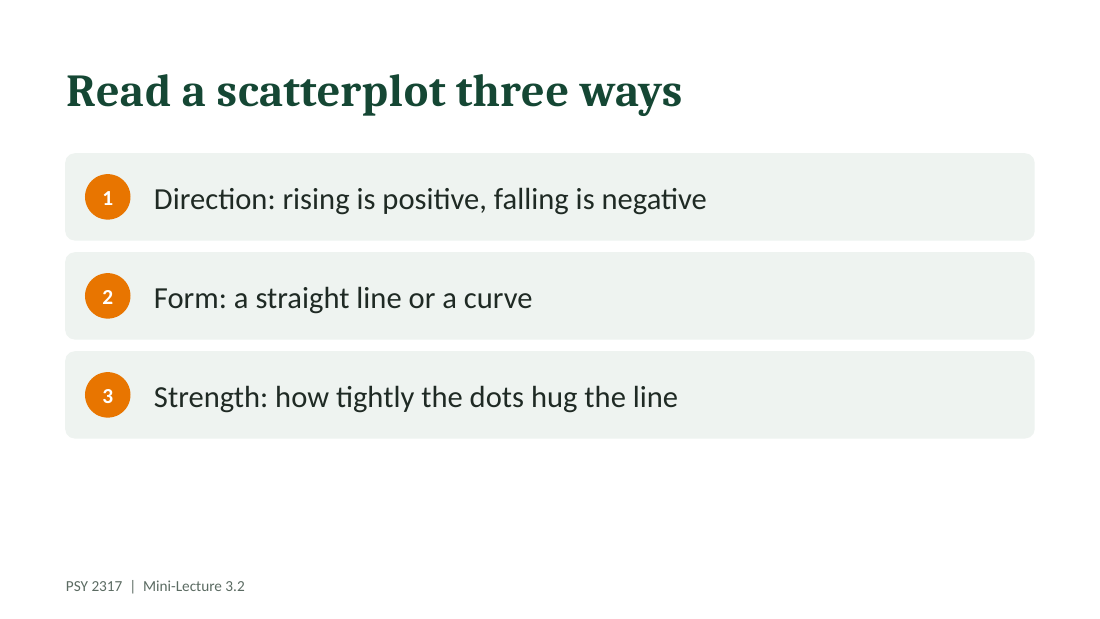 Read a scatterplot three ways
1 Direction: rising is positive, falling is negative
2 Form: a straight line or a curve
3 Strength: how tightly the dots hug the line
PSY 2317 | Mini-Lecture 3.2